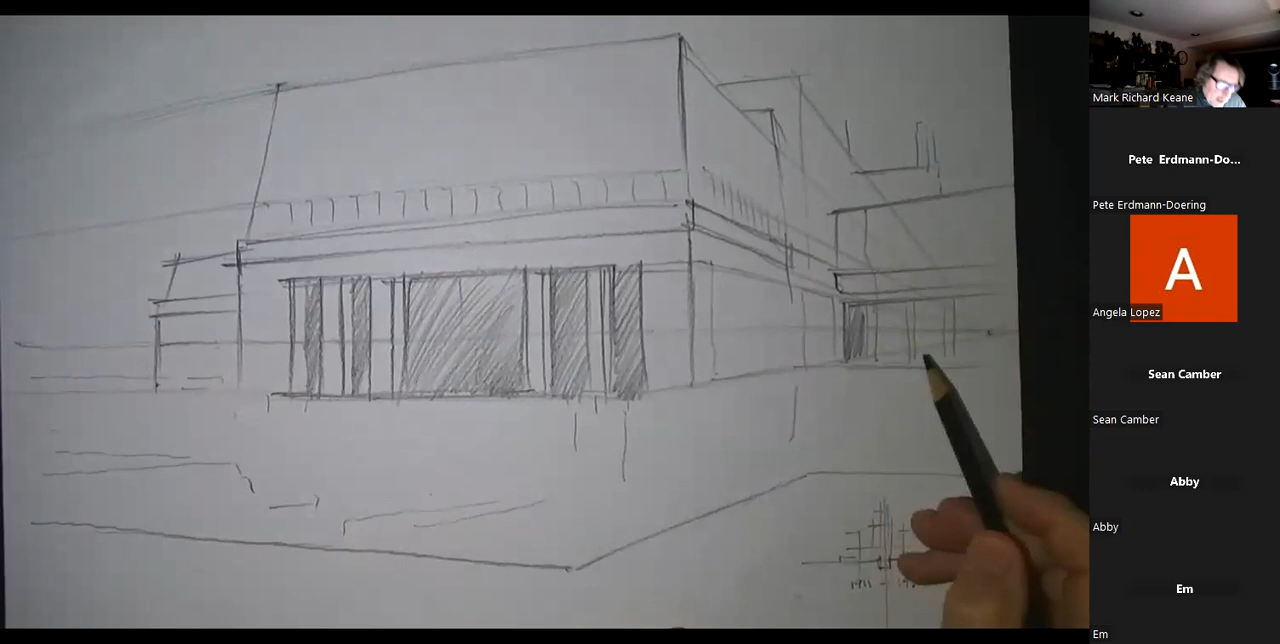 Mark Richard Keane
Pete Erdmann-Do...
Pete Erdmann-Doering
A
Angela Lopez
Sean Camber
Sean Camber
Abby
Abby
Em
Em
1911 -